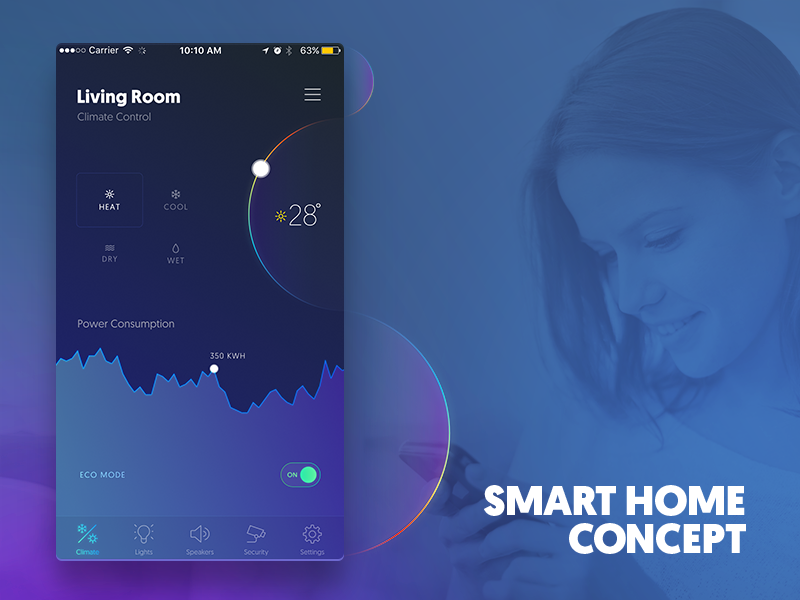 Carrier 10:10 AM 63%
Living Room
Climate Control
HEAT COOL
28°
DRY WET
Power Consumption
350 KWH
ECO MODE ON
Climate Lights Speakers Security Settings
SMART HOME
CONCEPT